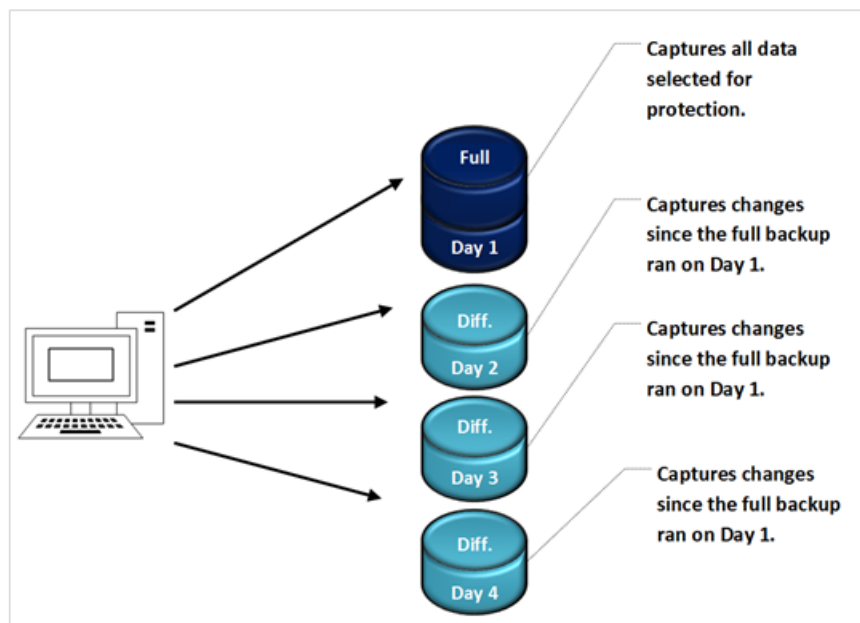 Captures all data
selected for
protection.
Full
Day 1
Captures changes
since the full backup
ran on Day 1.
Diff.
Day 2
Captures changes
since the full backup
ran on Day 1.
Diff.
Day 3
Captures changes
since the full backup
ran on Day 1.
Diff.
Day 4